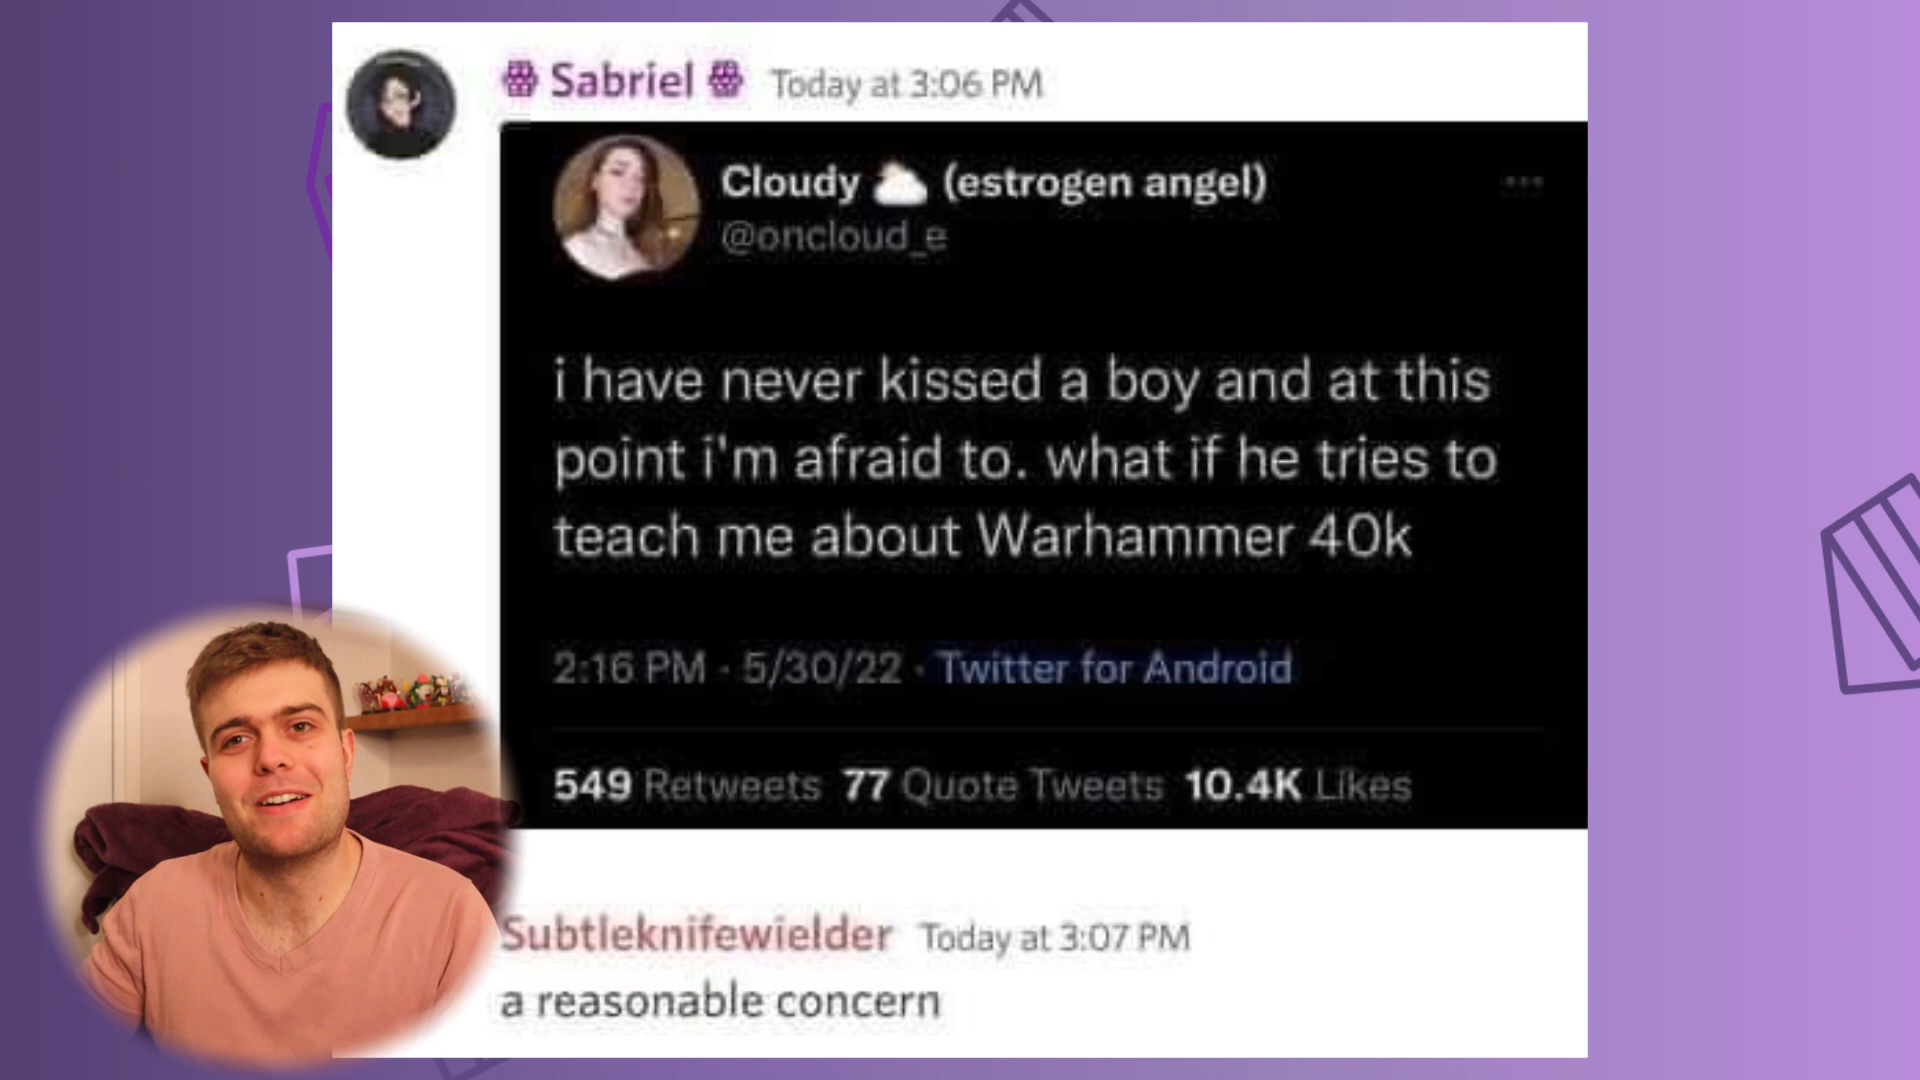 Sabriel Today at 3:06 PM
Cloudy (estrogen angel)
@oncloud_e
i have never kissed a boy and at this
point i'm afraid to. what if he tries to
teach me about Warhammer 40k
2:16 PM · 5/30/22 · Twitter for Android
549 Retweets 77 Quote Tweets 10.4K Likes
Subtleknifewielder Today at 3:07 PM
a reasonable concern